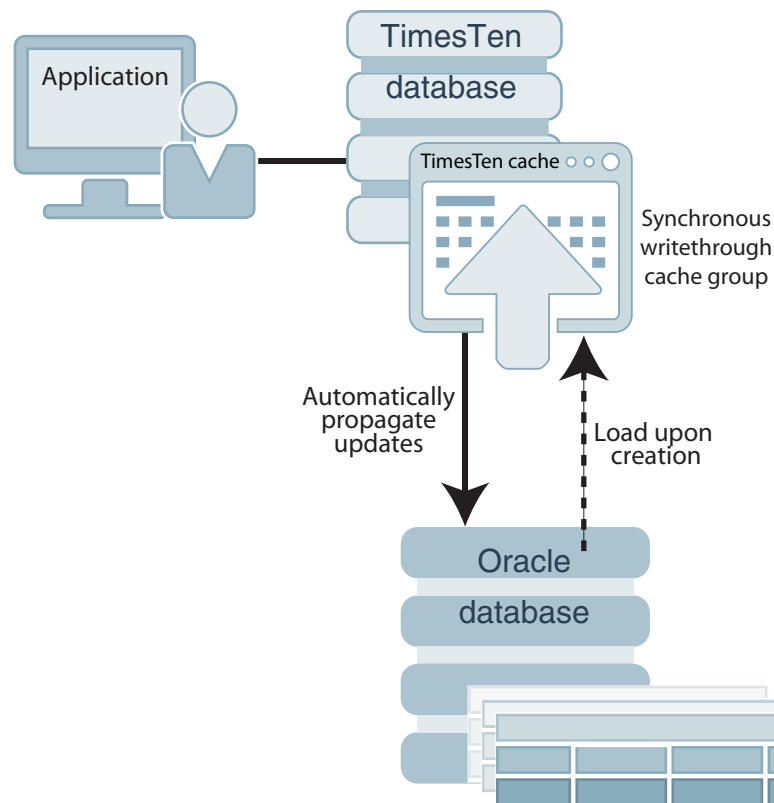 TimesTen
database
Application
TimesTen cache
Synchronous
writethrough
cache group
Automatically
propagate
updates
Load upon
creation
Oracle
database